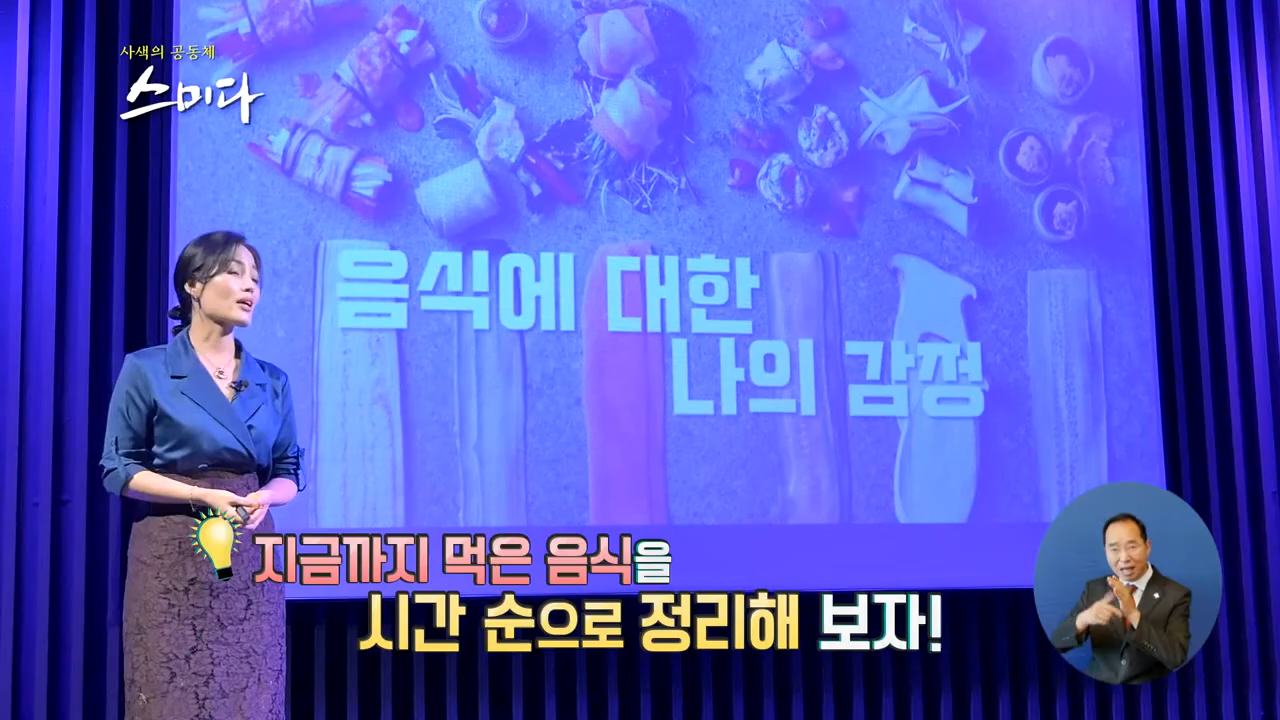 사색의 공동체
스미다
음식에 대한
나의 감정
지금까지 먹은 음식을
시간 순으로 정리해 보자!